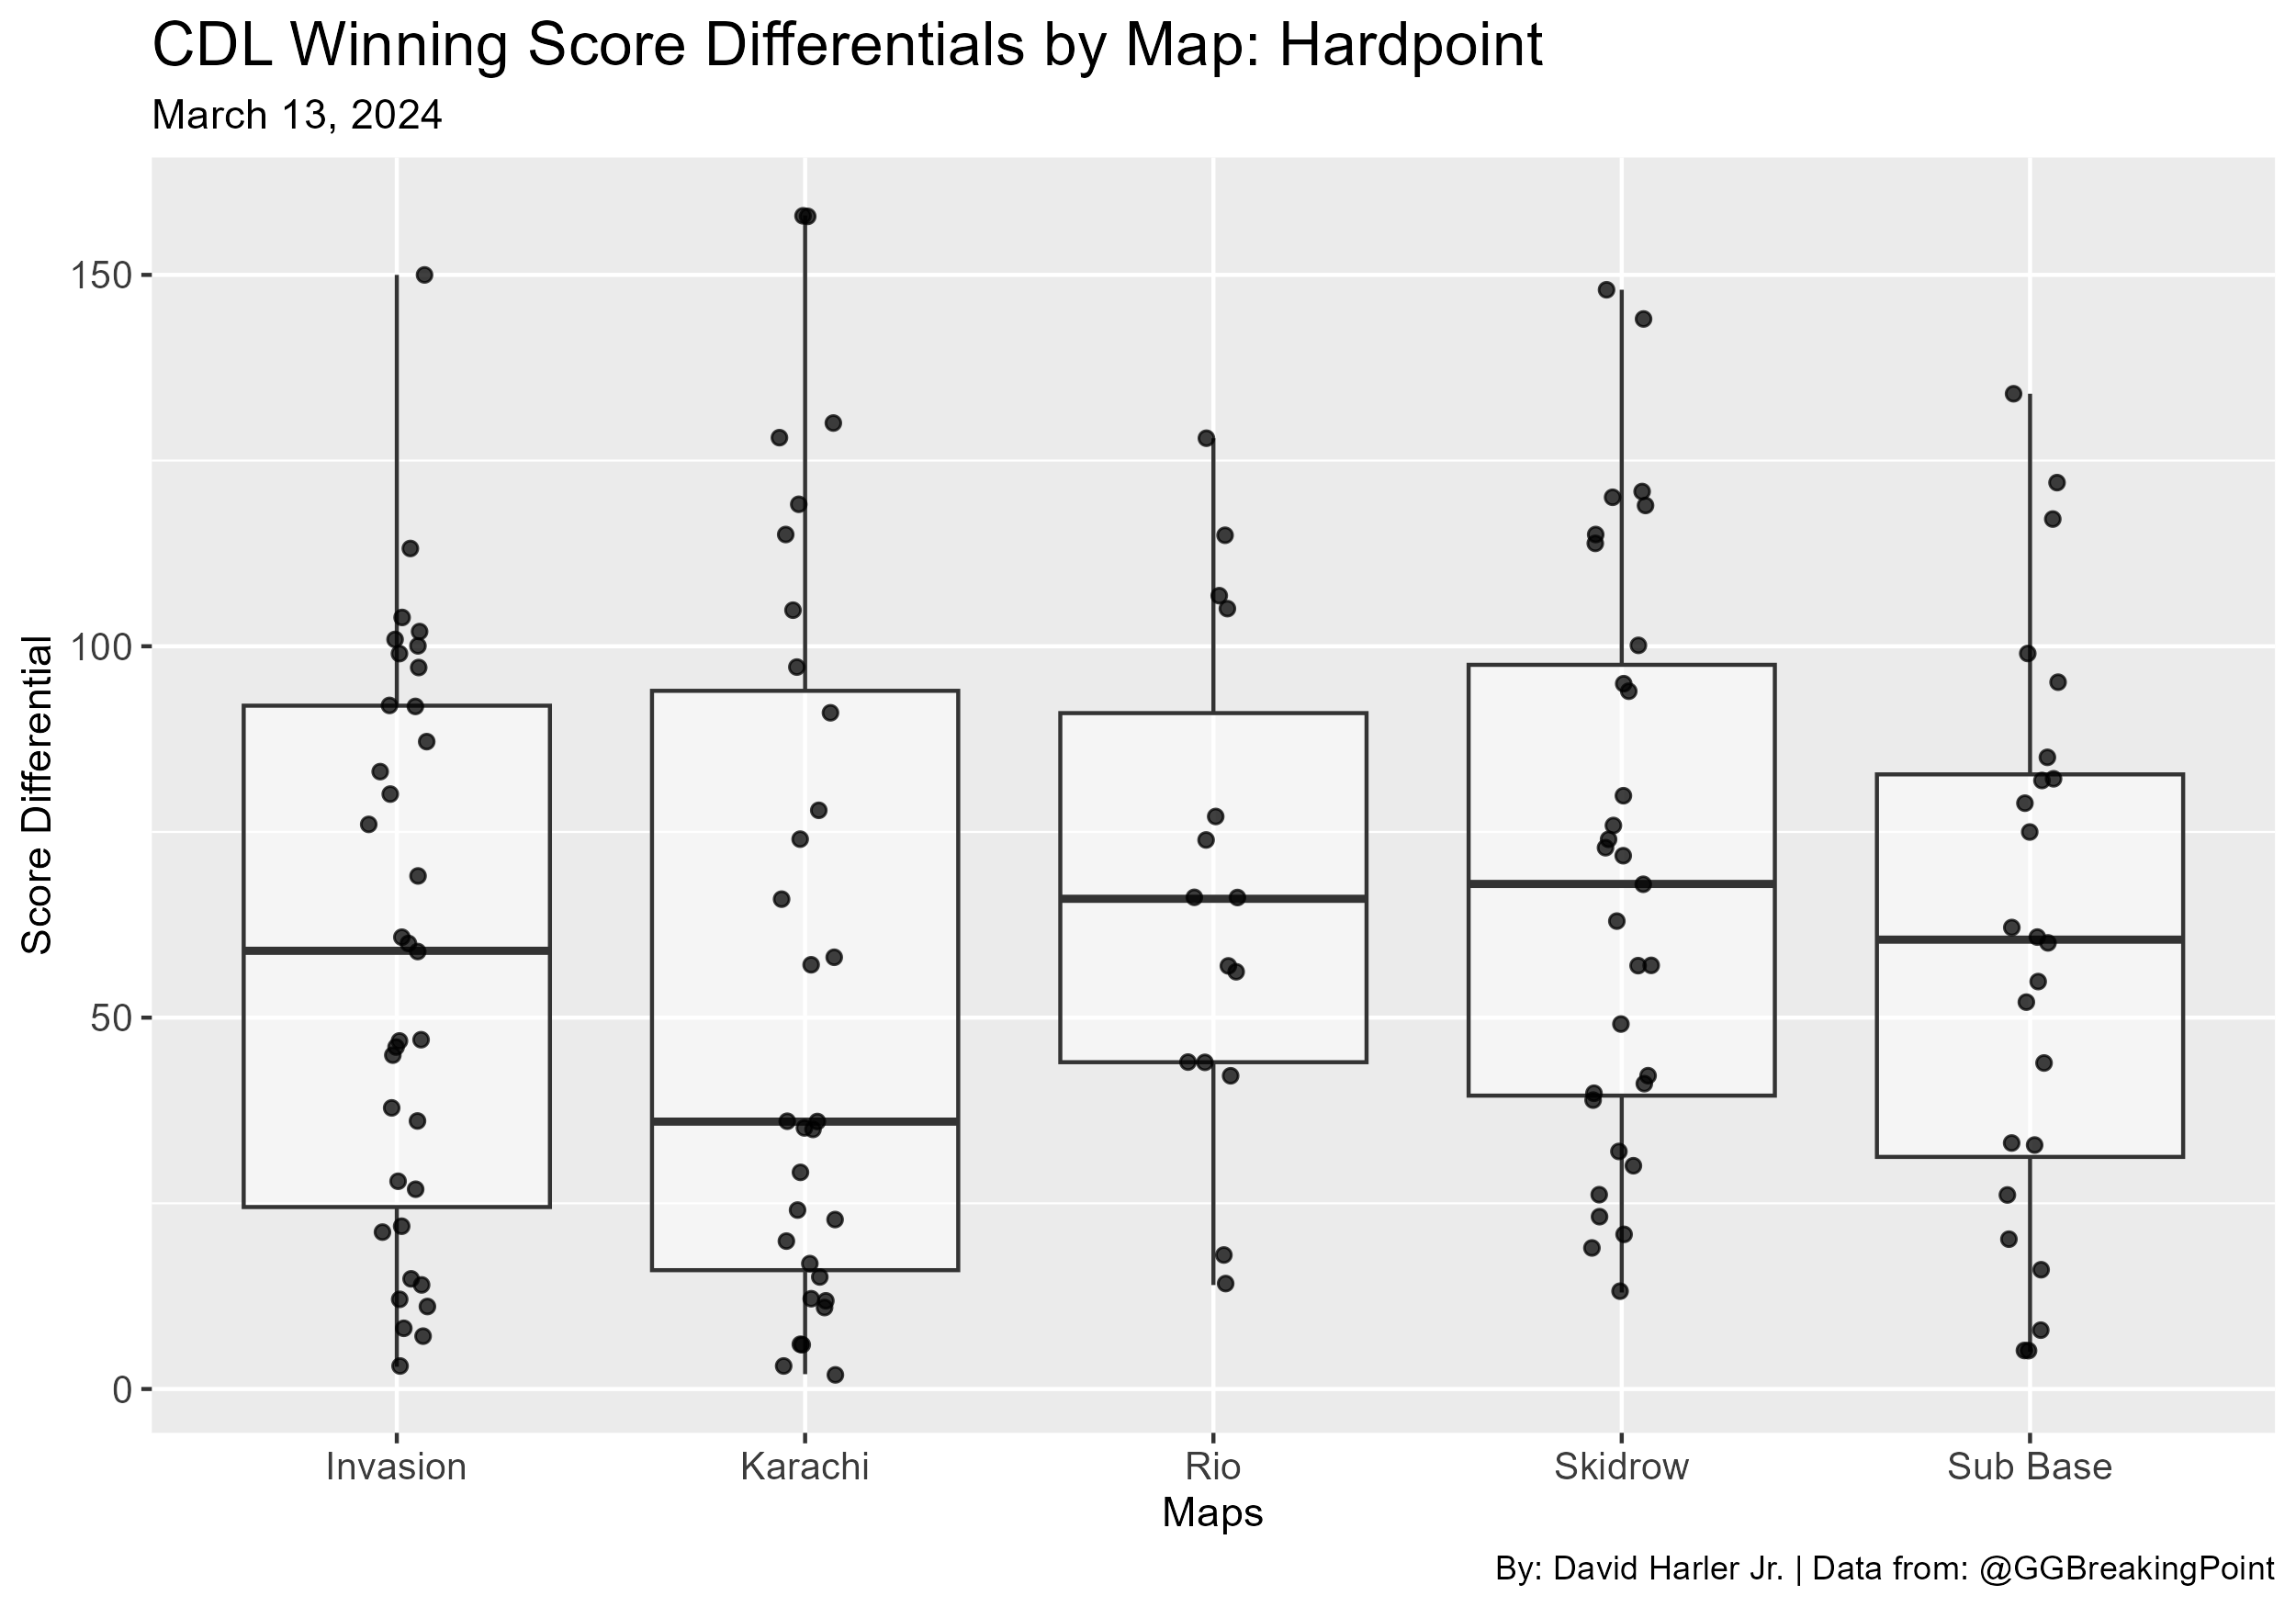 CDL Winning Score Differentials by Map: Hardpoint
March 13, 2024
Score Differential
150
100
50
0
Invasion Karachi Rio Skidrow Sub Base
Maps
By: David Harler Jr. | Data from: @GGBreakingPoint